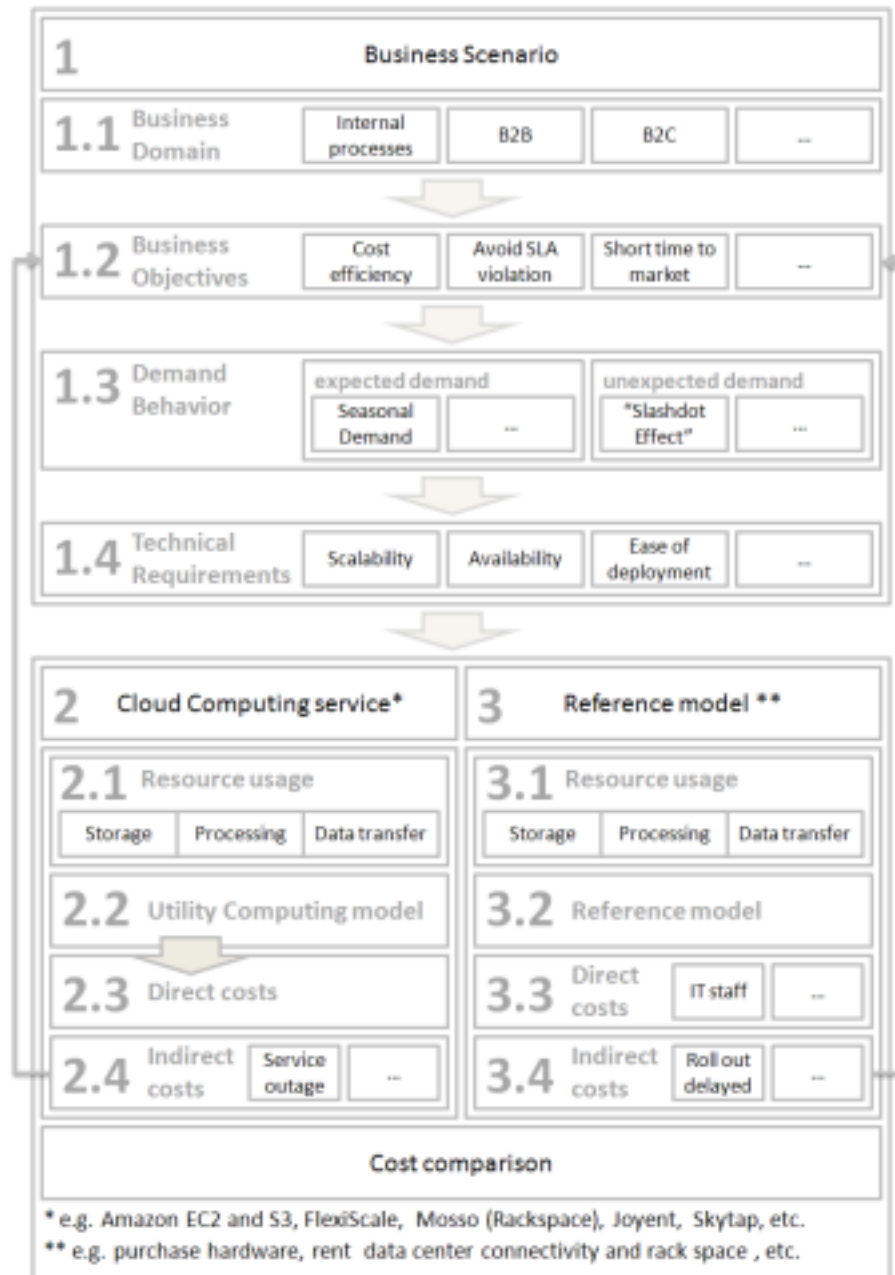 1 Business Scenario
1.1 Business Domain
Internal processes
B2B
B2C
...
1.2 Business Objectives
Cost efficiency
Avoid SLA violation
Short time to market
...
1.3 Demand Behavior
expected demand
Seasonal Demand
...
unexpected demand
"Slashdot Effect"
...
1.4 Technical Requirements
Scalability
Availability
Ease of deployment
...
2 Cloud Computing service*
3 Reference model **
2.1 Resource usage
Storage Processing Data transfer
3.1 Resource usage
Storage Processing Data transfer
2.2 Utility Computing model
3.2 Reference model
2.3 Direct costs
3.3 Direct costs
IT staff
...
2.4 Indirect costs
Service outage
...
3.4 Indirect costs
Roll out delayed
...
Cost comparison
* e.g. Amazon EC2 and S3, FlexiScale, Mosso (Rackspace), Joyent, Skytap, etc.
** e.g. purchase hardware, rent data center connectivity and rack space , etc.